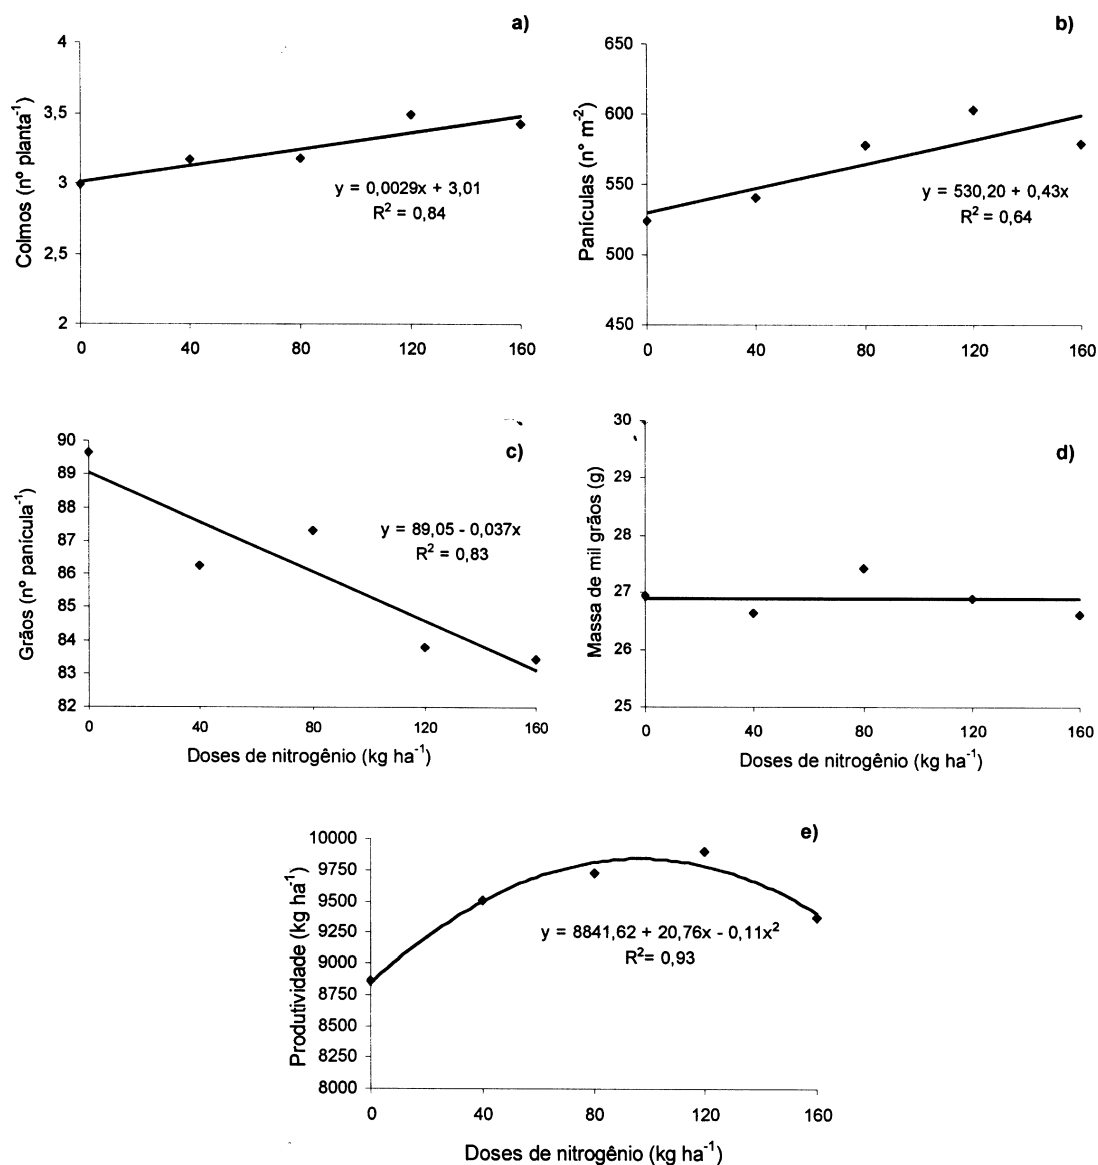 a)
Colmos (nº planta⁻¹)
4
3,5
3
2,5
2
y = 0,0029x + 3,01
R² = 0,84
0 40 80 120 160
b)
Panículas (n° m⁻²)
650
600
550
500
450
y = 530,20 + 0,43x
R² = 0,64
0 40 80 120 160
c)
Grãos (nº panícula⁻¹)
90
89
88
87
86
85
84
83
82
y = 89,05 - 0,037x
R² = 0,83
0 40 80 120 160
Doses de nitrogênio (kg ha⁻¹)
d)
Massa de mil grãos (g)
30
29
28
27
26
25
0 40 80 120 160
Doses de nitrogênio (kg ha⁻¹)
e)
Produtividade (kg ha⁻¹)
10000
9750
9500
9250
9000
8750
8500
8250
8000
y = 8841,62 + 20,76x - 0,11x²
R²= 0,93
0 40 80 120 160
Doses de nitrogênio (kg ha⁻¹)